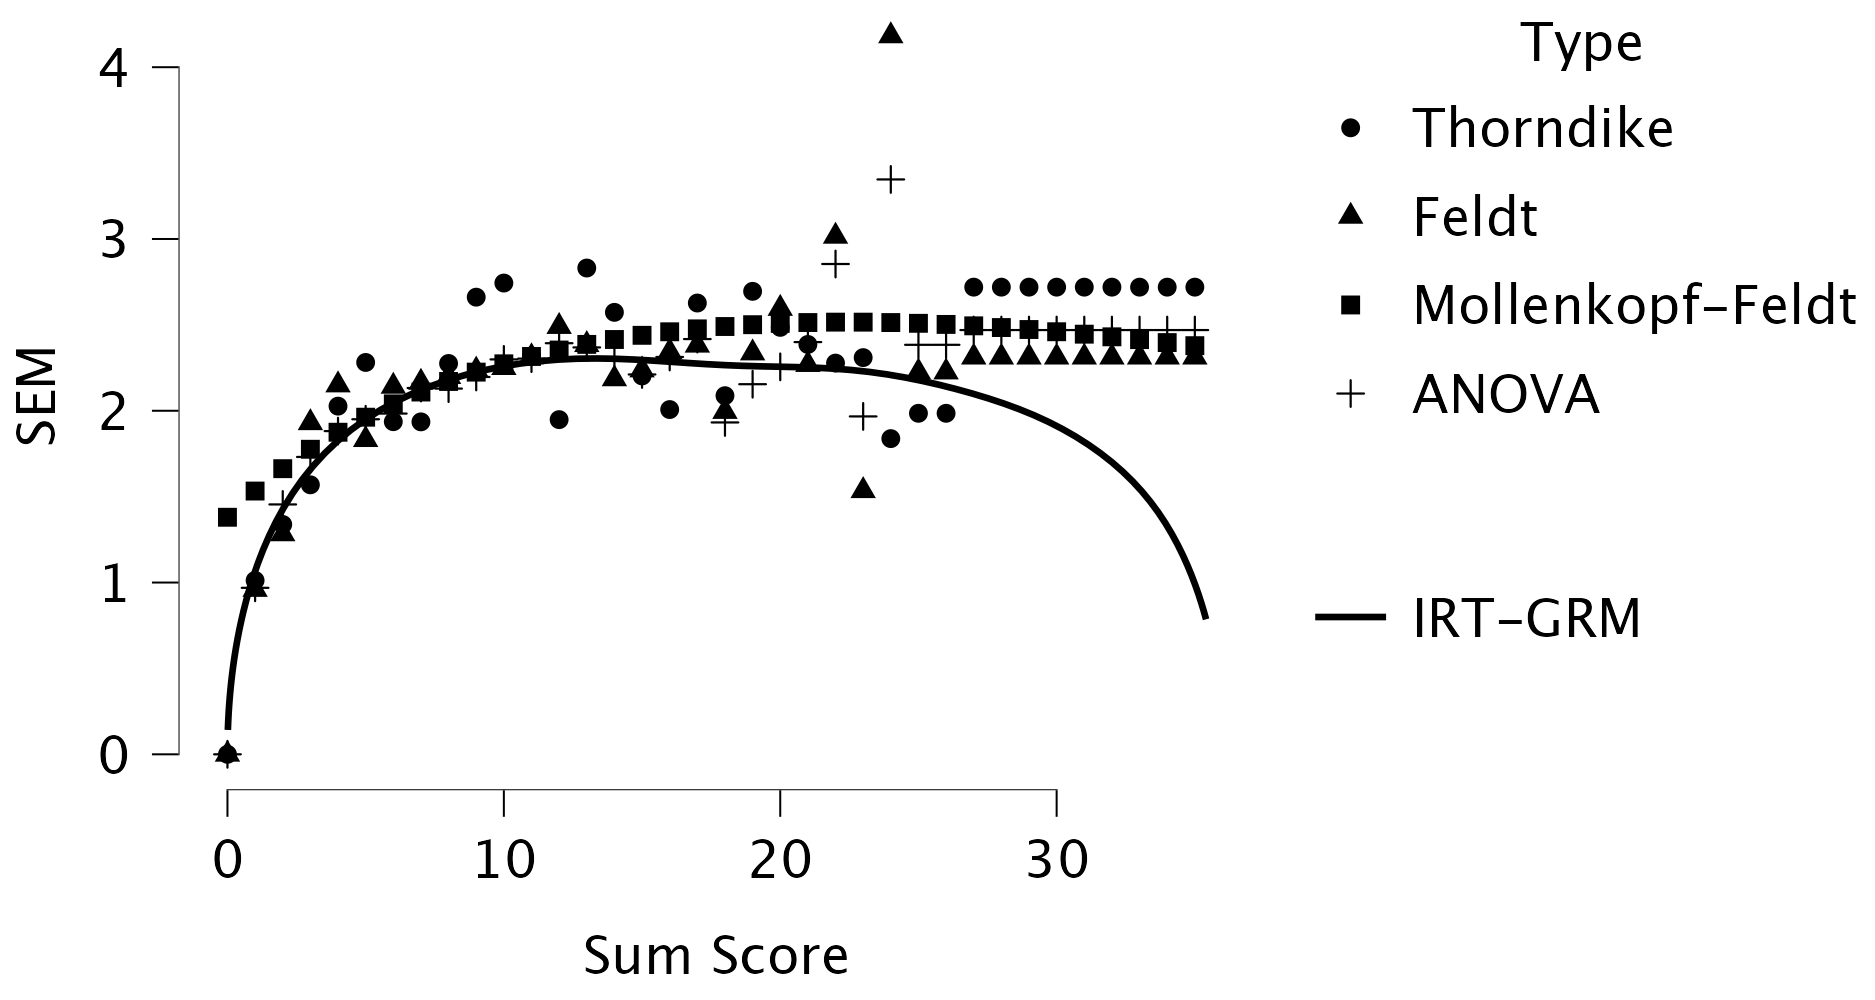 Type
Thorndike
Feldt
Mollenkopf–Feldt
ANOVA
IRT–GRM
SEM
4
3
2
1
0
0 10 20 30
Sum Score